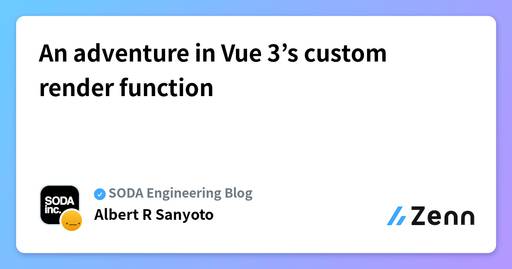 An adventure in Vue 3’s custom
render function
SODA
inc.
SODA Engineering Blog
Albert R Sanyoto
Zenn